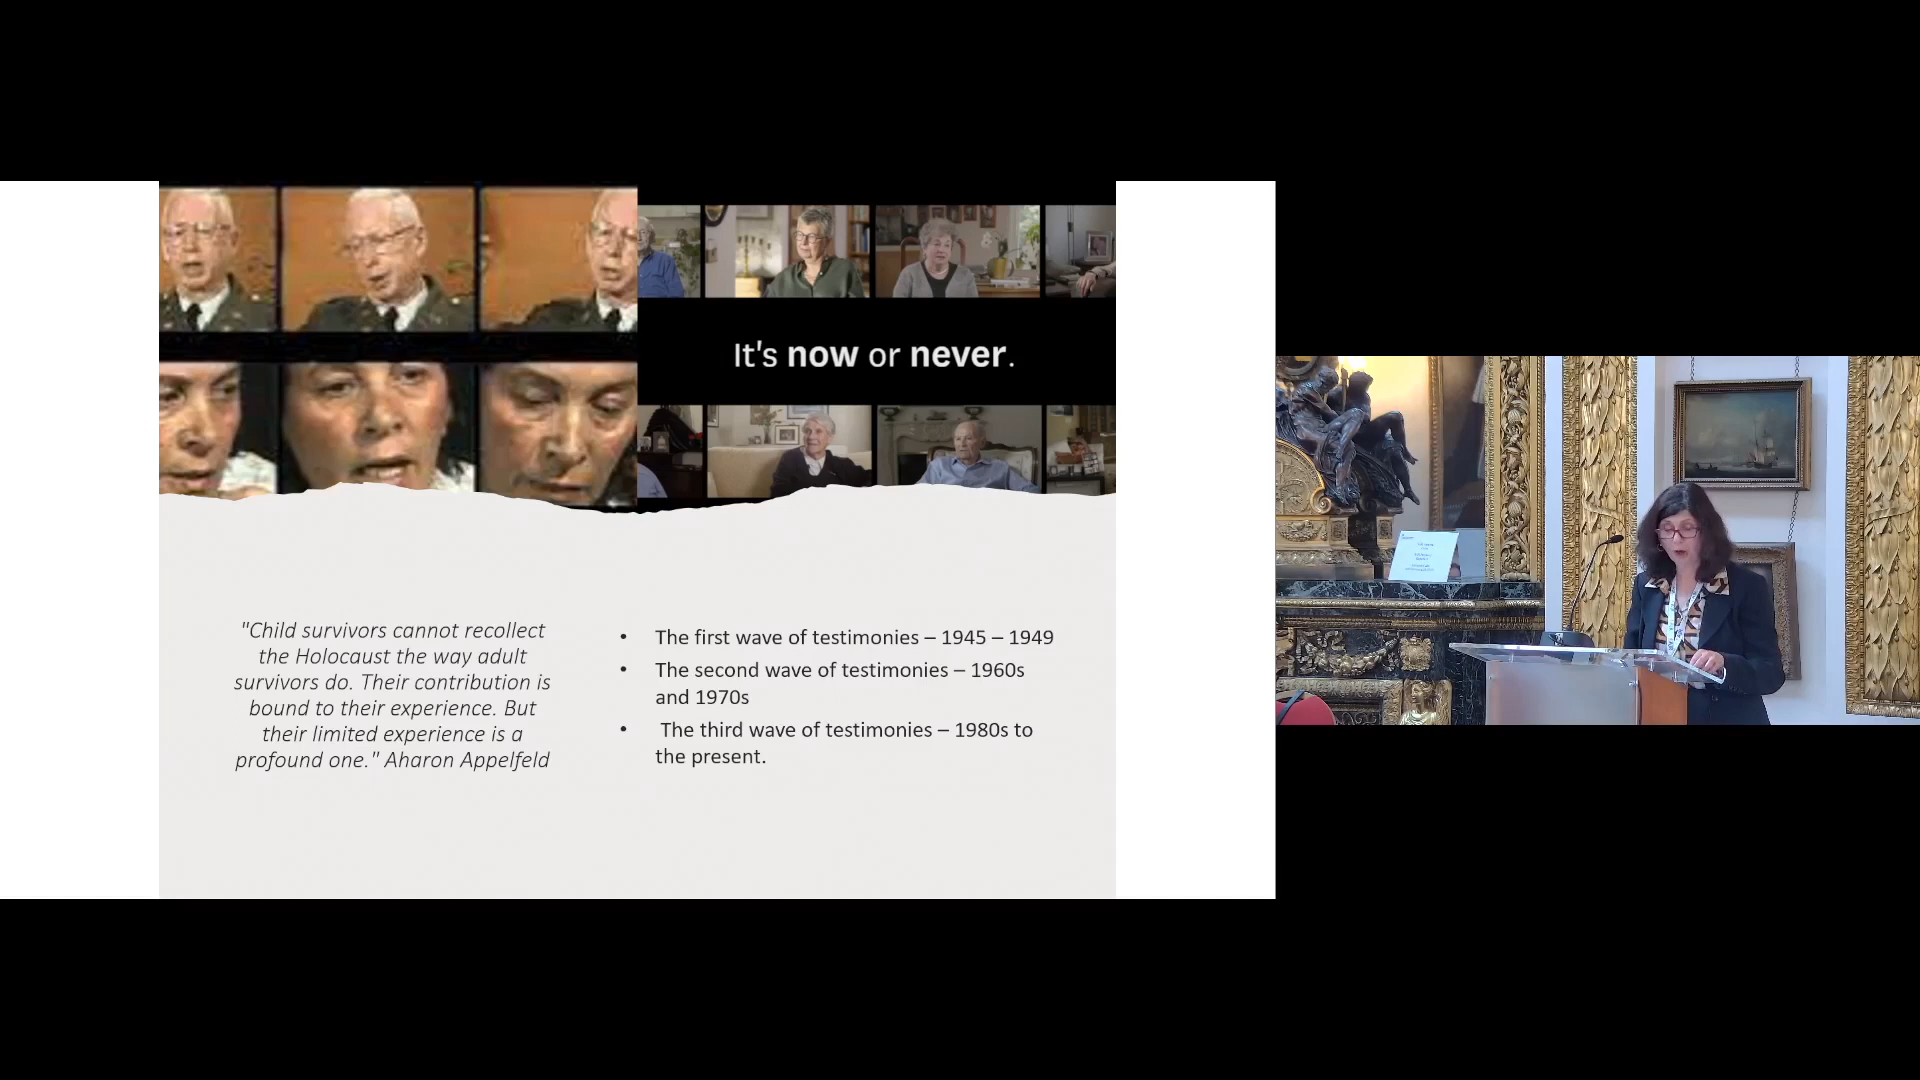 It's now or never.
"Child survivors cannot recollect
the Holocaust the way adult
survivors do. Their contribution is
bound to their experience. But
their limited experience is a
profound one." Aharon Appelfeld
• The first wave of testimonies – 1945 – 1949
• The second wave of testimonies – 1960s
and 1970s
• The third wave of testimonies – 1980s to
the present.